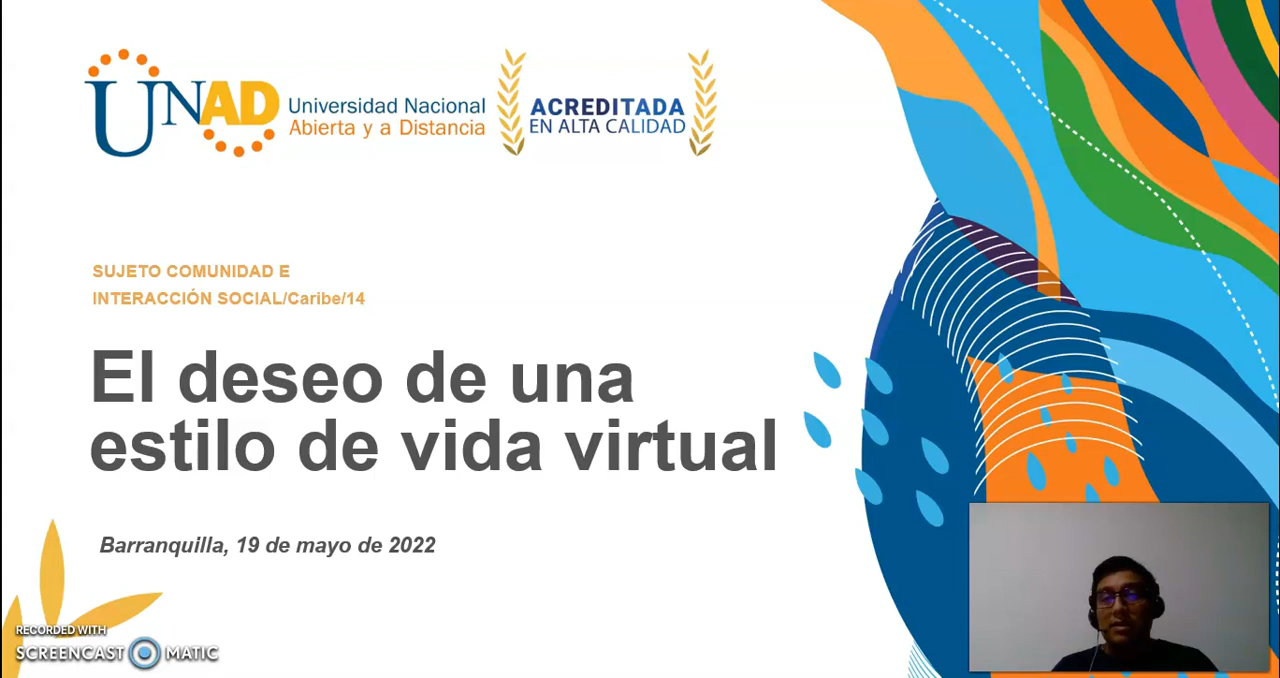 UNAD
Universidad Nacional
Abierta y a Distancia
ACREDITADA
EN ALTA CALIDAD
SUJETO COMUNIDAD E
INTERACCIÓN SOCIAL/Caribe/14
El deseo de una
estilo de vida virtual
Barranquilla, 19 de mayo de 2022
RECORDED WITH
SCREENCAST MATIC